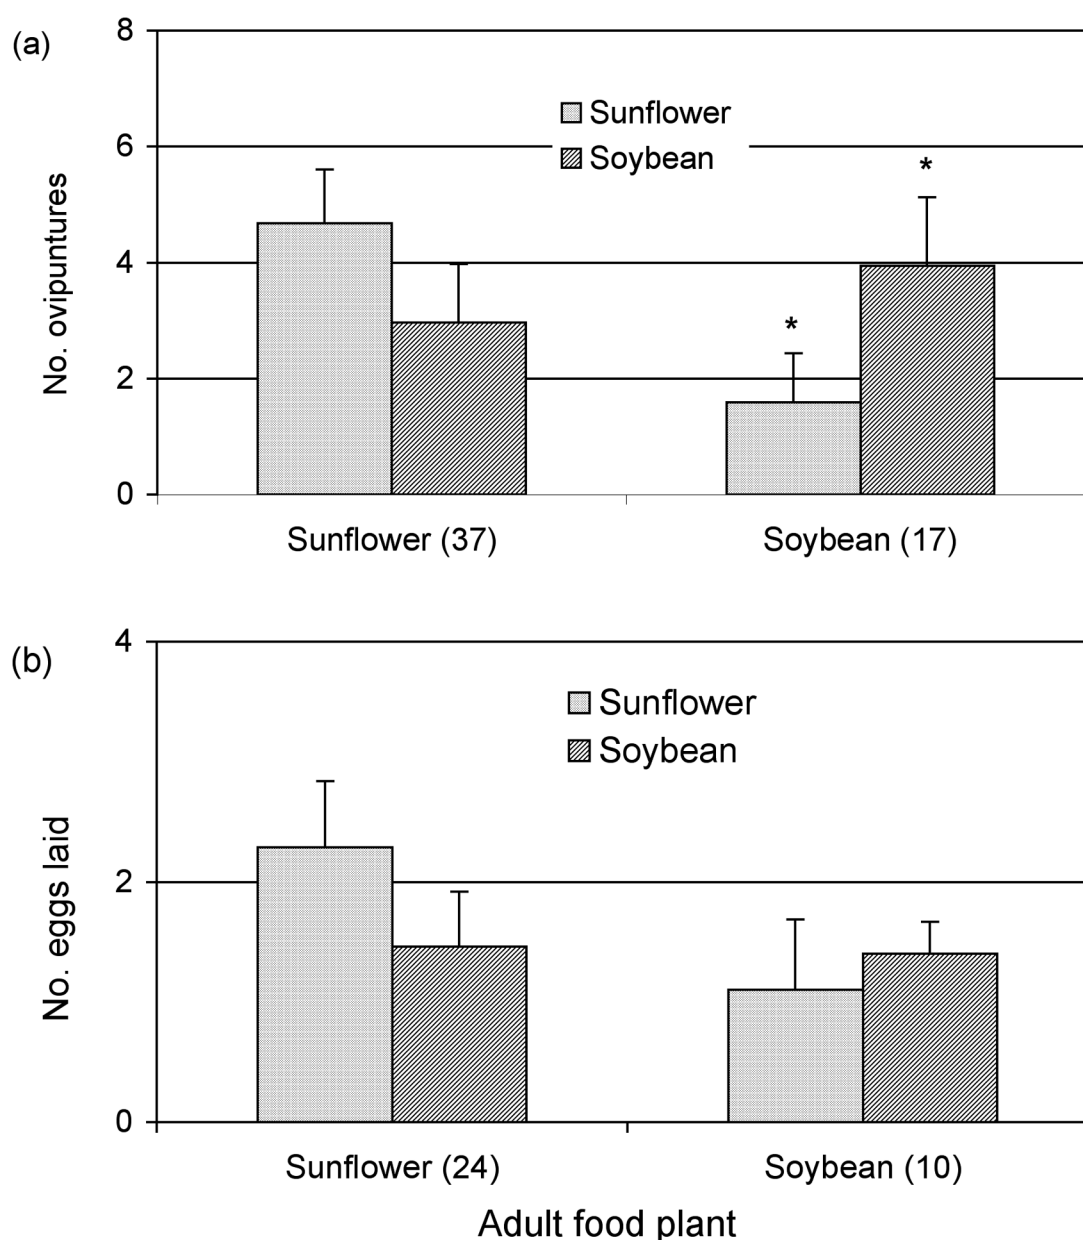 (a)
8
6
4
2
0
No. ovipuntures
Sunflower
Soybean
*
*
Sunflower (37)
Soybean (17)
(b)
4
2
0
No. eggs laid
Sunflower
Soybean
Sunflower (24)
Soybean (10)
Adult food plant